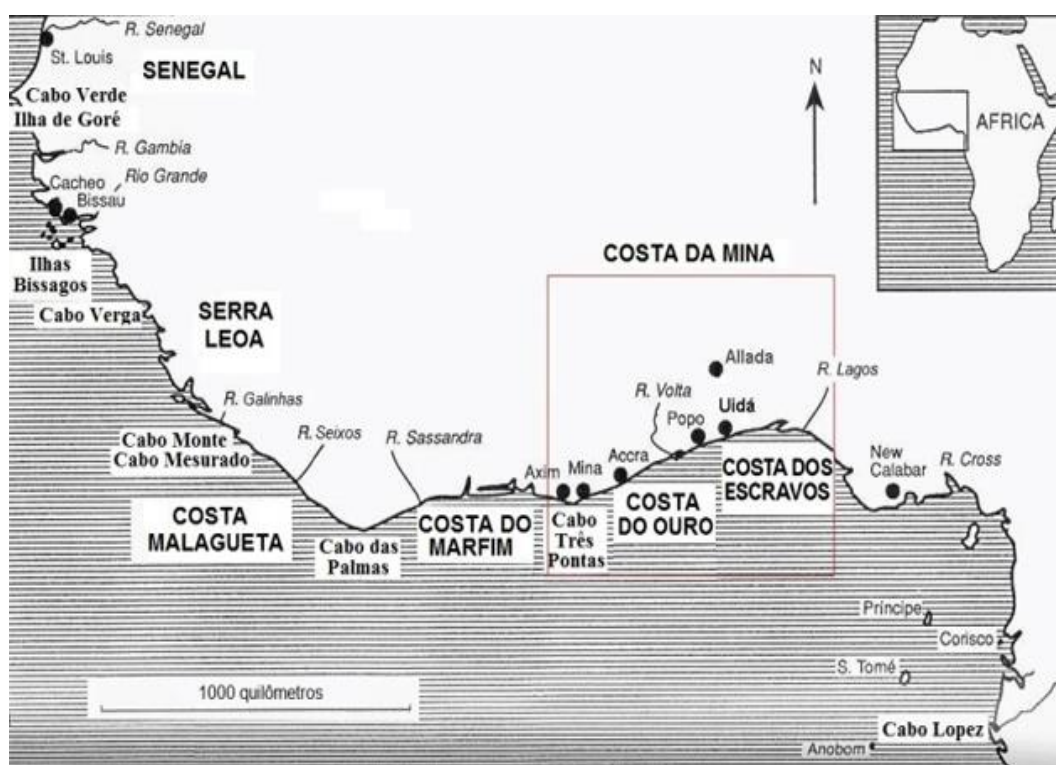 R. Senegal
St. Louis
SENEGAL
Cabo Verde
Ilha de Goré
R. Gambia
Rio Grande
Cacheo
Bissau
Ilhas
Bissagos
Cabo Verga
SERRA
LEOA
R. Galinhas
Cabo Monte
Cabo Mesurado
R. Seixos
COSTA
MALAGUETA
R. Sassandra
Cabo das
Palmas
COSTA DO
MARFIM
N
AFRICA
COSTA DA MINA
Allada
R. Lagos
R. Volta
Popo
Uidá
Axim
Mina
Accra
Cabo
Três
Pontas
COSTA
DO OURO
COSTA DOS
ESCRAVOS
New
Calabar
R. Cross
Príncipe
Corisco
S. Tomé
Cabo Lopez
Anobom
1000 quilômetros